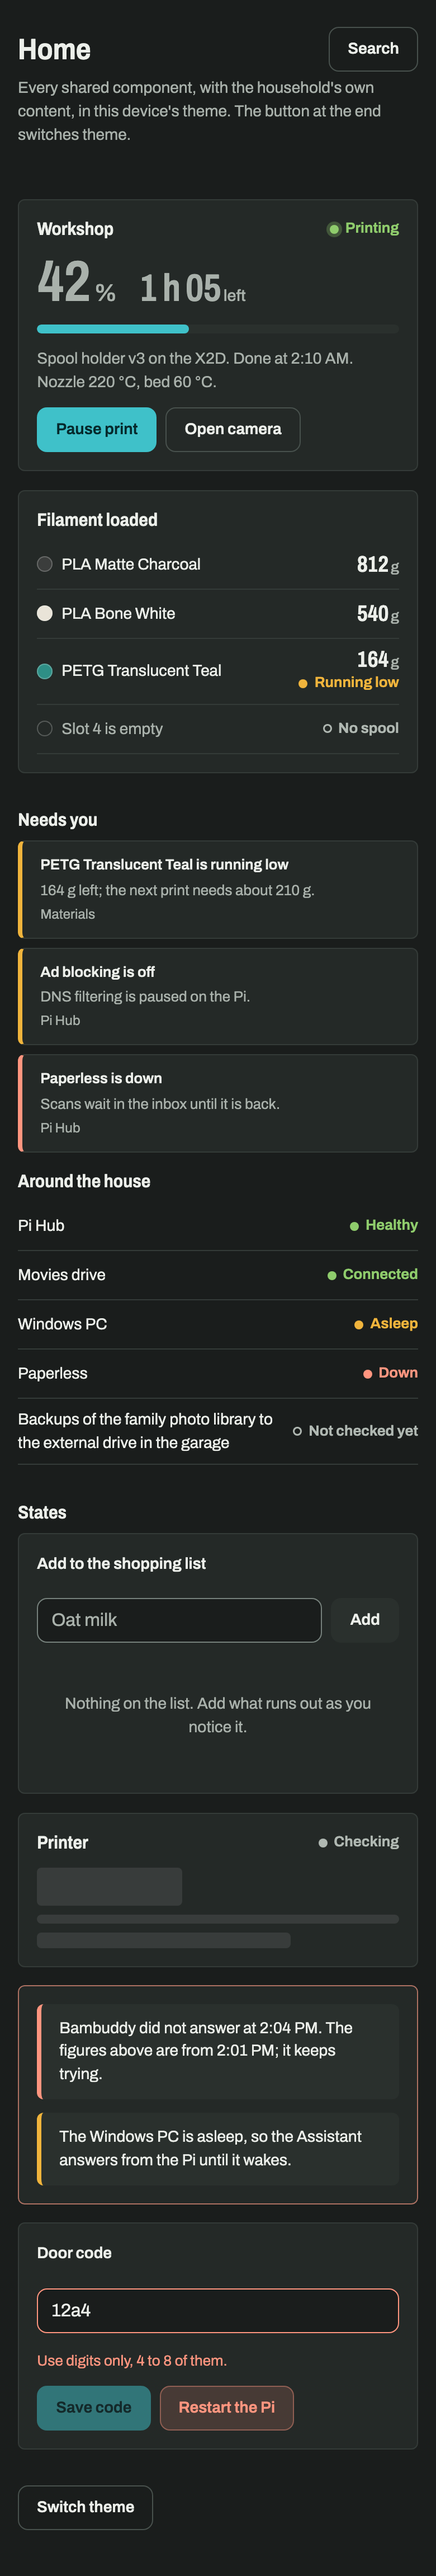 Home
Search
Every shared component, with the household's own
content, in this device's theme. The button at the end
switches theme.
Workshop
Printing
42 %
1 h 05 left
Spool holder v3 on the X2D. Done at 2:10 AM.
Nozzle 220 °C, bed 60 °C.
Pause print
Open camera
Filament loaded
PLA Matte Charcoal
812 g
PLA Bone White
540 g
PETG Translucent Teal
164 g
Running low
Slot 4 is empty
No spool
Needs you
PETG Translucent Teal is running low
164 g left; the next print needs about 210 g.
Materials
Ad blocking is off
DNS filtering is paused on the Pi.
Pi Hub
Paperless is down
Scans wait in the inbox until it is back.
Pi Hub
Around the house
Pi Hub
Healthy
Movies drive
Connected
Windows PC
Asleep
Paperless
Down
Backups of the family photo library to
the external drive in the garage
Not checked yet
States
Add to the shopping list
Oat milk
Add
Nothing on the list. Add what runs out as you
notice it.
Printer
Checking
Bambuddy did not answer at 2:04 PM. The
figures above are from 2:01 PM; it keeps
trying.
The Windows PC is asleep, so the Assistant
answers from the Pi until it wakes.
Door code
12a4
Use digits only, 4 to 8 of them.
Save code
Restart the Pi
Switch theme